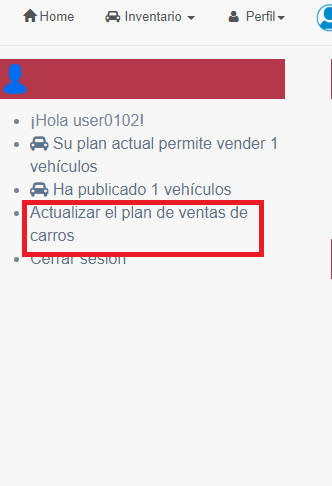 Home Inventario Perfil
¡Hola user0102!
Su plan actual permite vender 1
vehículos
Ha publicado 1 vehículos
Actualizar el plan de ventas de
carros
Cerrar sesión